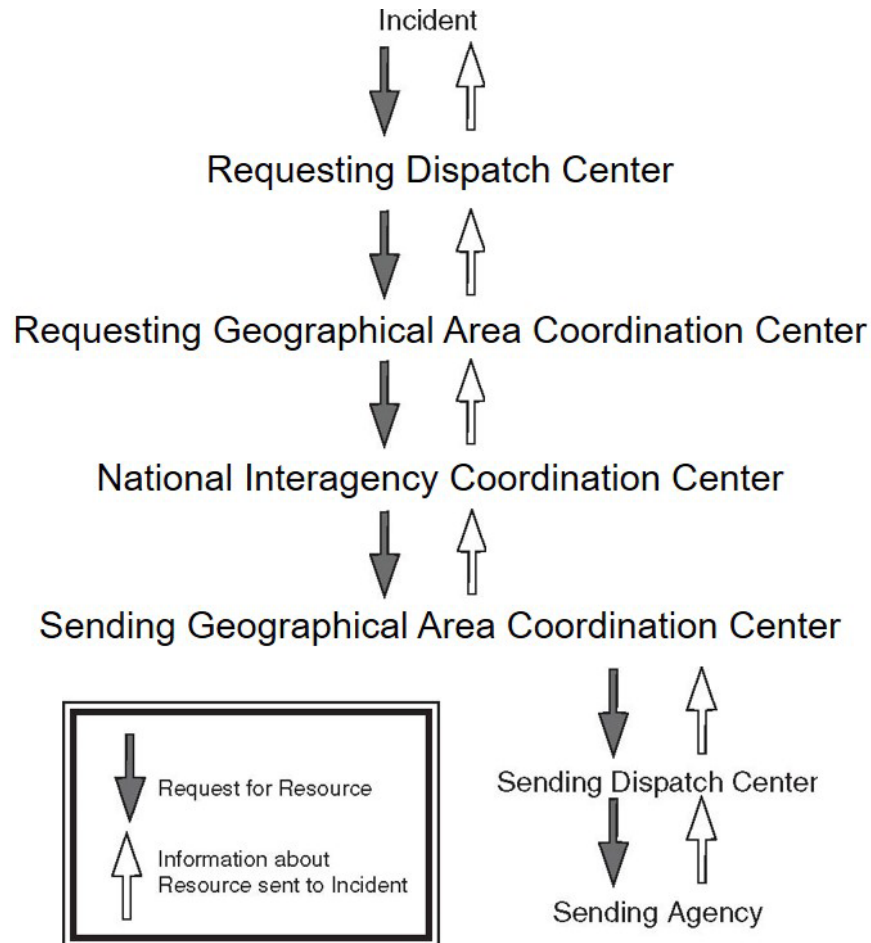 Incident
Requesting Dispatch Center
Requesting Geographical Area Coordination Center
National Interagency Coordination Center
Sending Geographical Area Coordination Center
Sending Dispatch Center
Sending Agency
Request for Resource
Information about
Resource sent to Incident